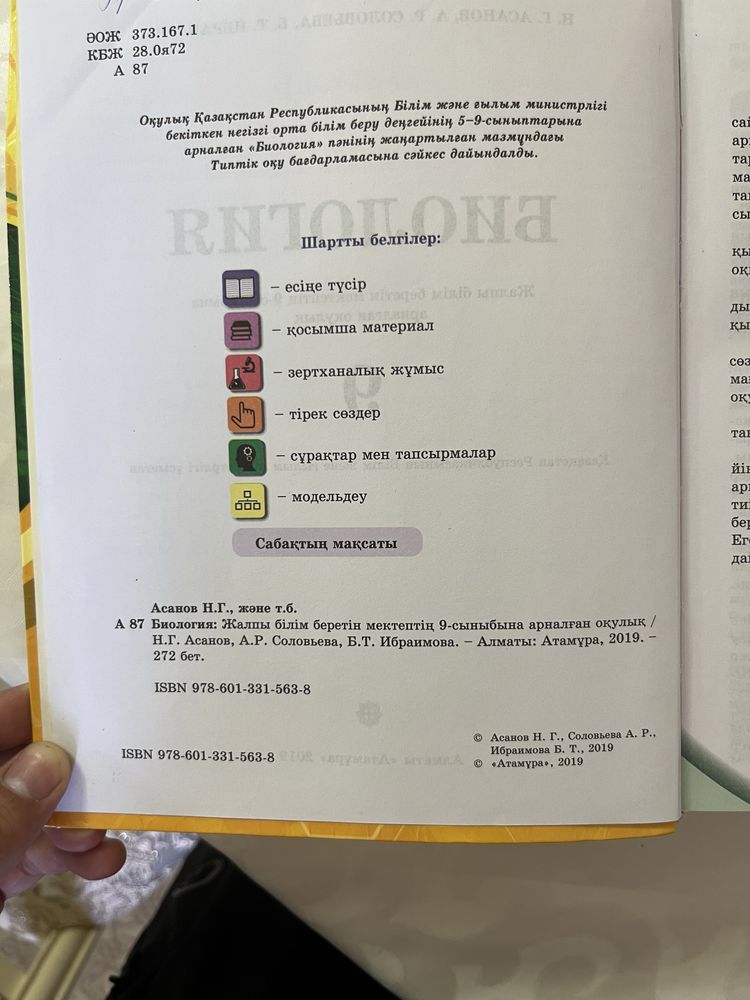 ӘОЖ 373.167.1
КБЖ 28.0я72
А 87
Оқулық Қазақстан Республикасының Білім және ғылым министрлігі
бекіткен негізгі орта білім беру деңгейінің 5–9-сыныптарына
арналған «Биология» пәнінің жаңартылған мазмұндағы
Типтік оқу бағдарламасына сәйкес дайындалды.
Шартты белгілер:
– есіңе түсір
– қосымша материал
– зертханалық жұмыс
– тірек сөздер
– сұрақтар мен тапсырмалар
– модельдеу
Сабақтың мақсаты
Асанов Н.Г., және т.б.
А 87 Биология: Жалпы білім беретін мектептің 9-сыныбына арналған оқулық /
Н.Г. Асанов, А.Р. Соловьева, Б.Т. Ибраимова. – Алматы: Атамұра, 2019. –
272 бет.
ISBN 978-601-331-563-8
ISBN 978-601-331-563-8
© Асанов Н. Г., Соловьева А. Р.,
Ибраимова Б. Т., 2019
© «Атамұра», 2019